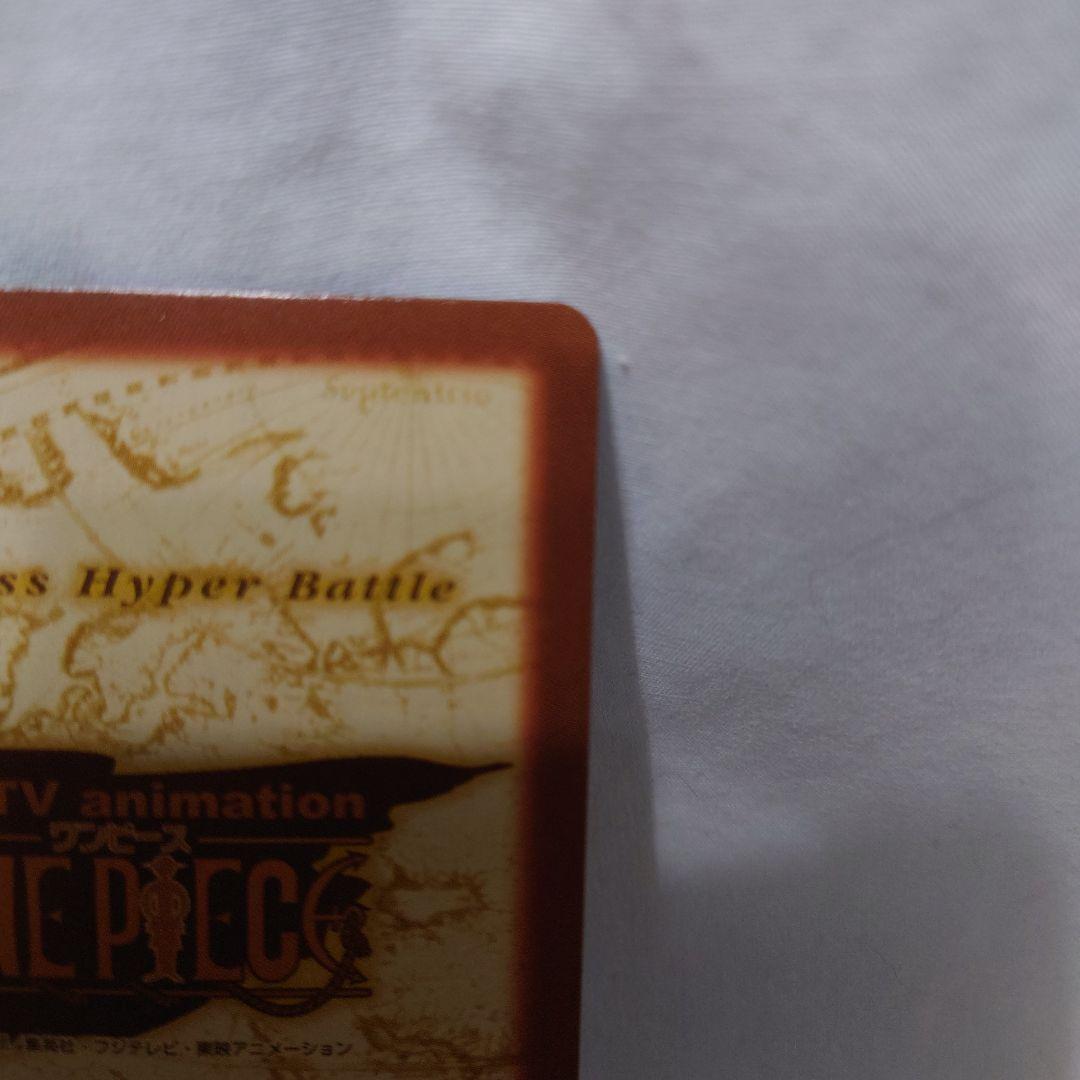 Septentrio
ss Hyper Battle
TV animation
ワンピース
NE PIECE
集英社・フジテレビ・東映アニメーション